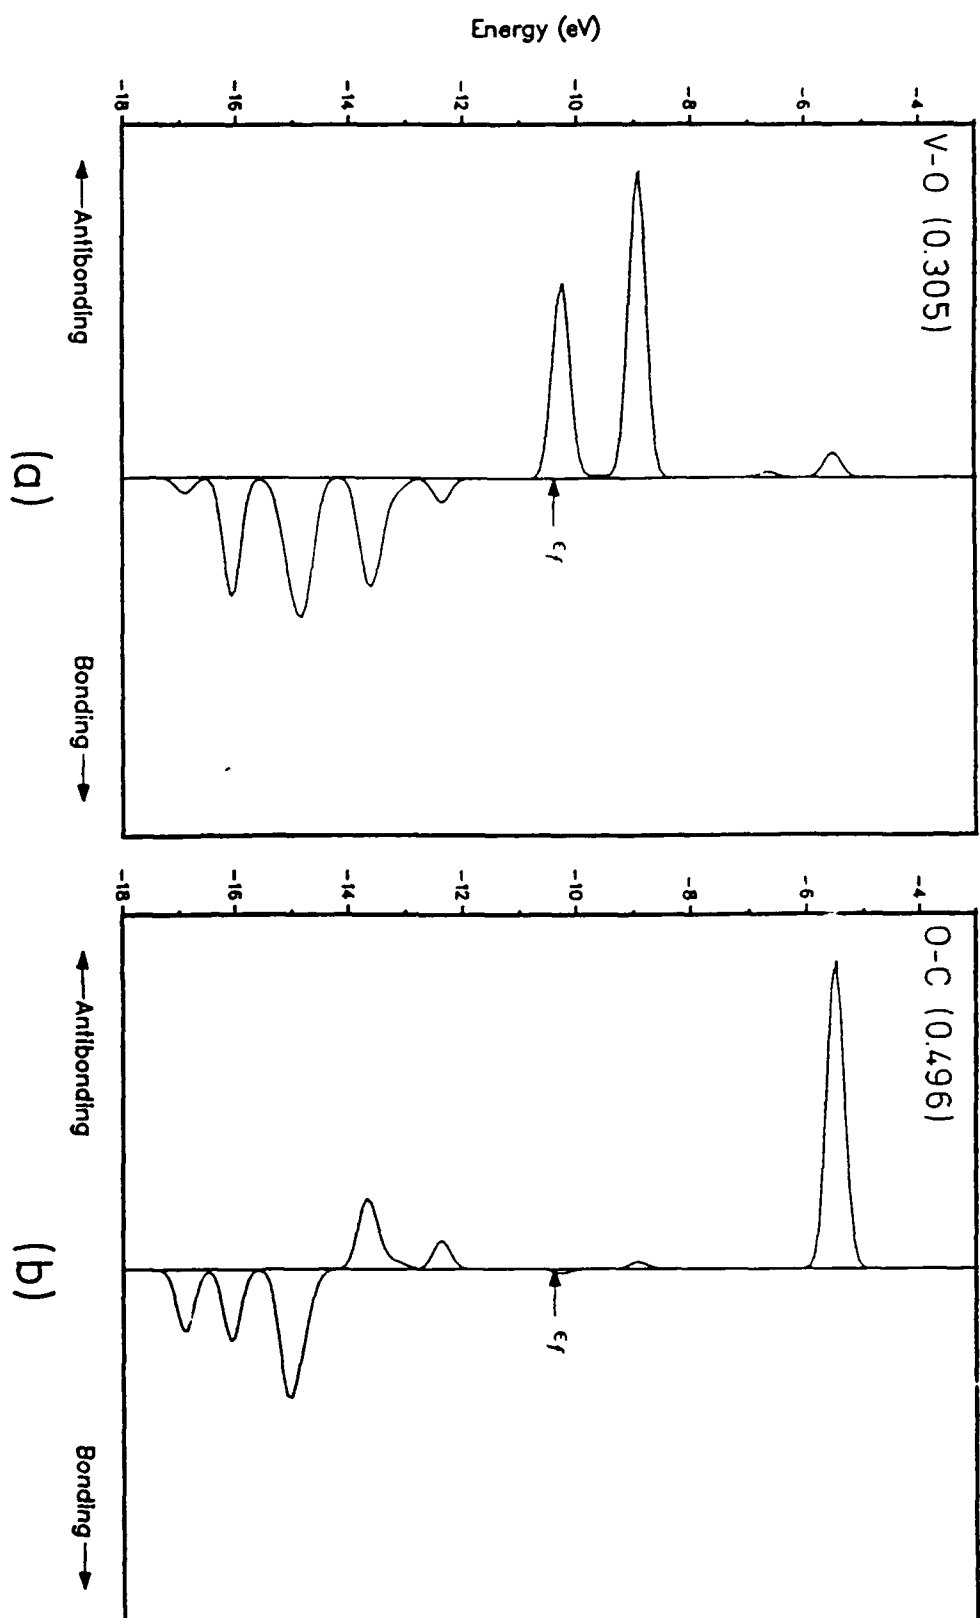 Energy (eV)
-18
-16
-14
-12
-10
-8
-6
-4
V-O (0.305)
εf
←Antibonding
Bonding→
(a)
-18
-16
-14
-12
-10
-8
-6
-4
O-C (0.496)
εf
←Antibonding
Bonding→
(b)